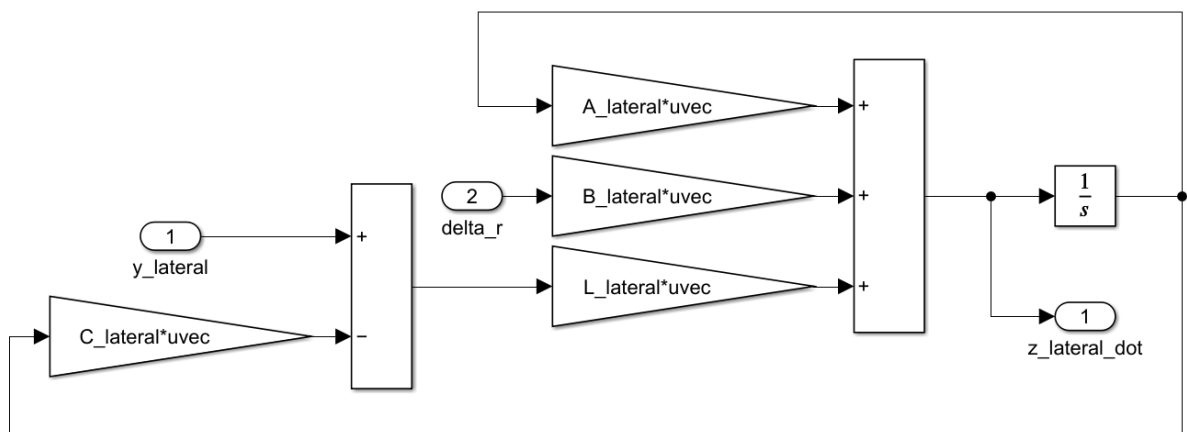 A_lateral*uvec
+
B_lateral*uvec
+
L_lateral*uvec
+
2
delta_r
1
y_lateral
+
C_lateral*uvec
−
1
s
1
z_lateral_dot